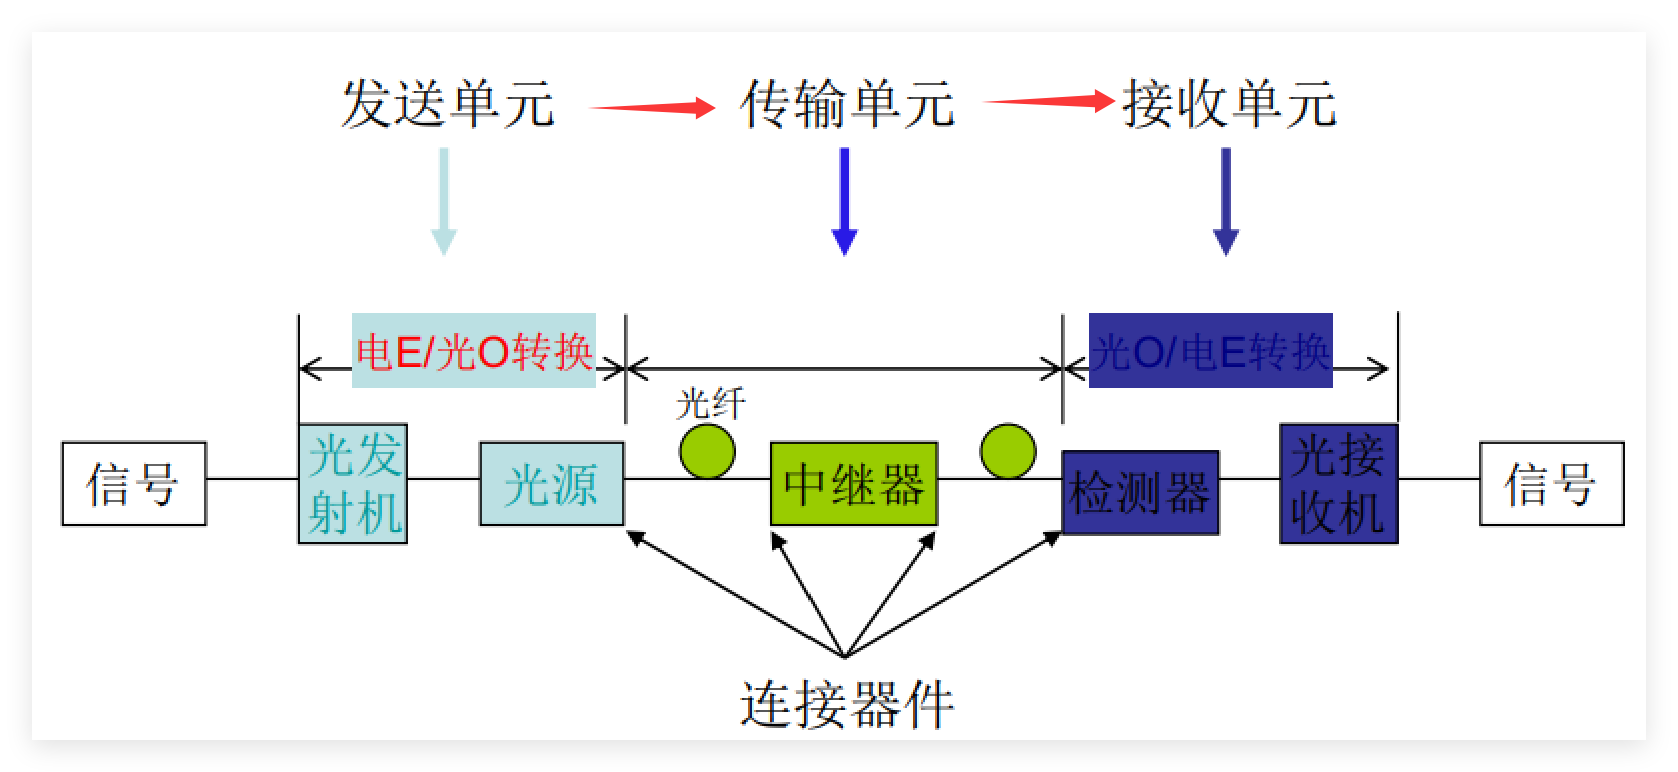 发送单元
传输单元
接收单元
电E/光O转换
光O/电E转换
光纤
信号
光发
射机
光源
中继器
检测器
光接
收机
信号
连接器件